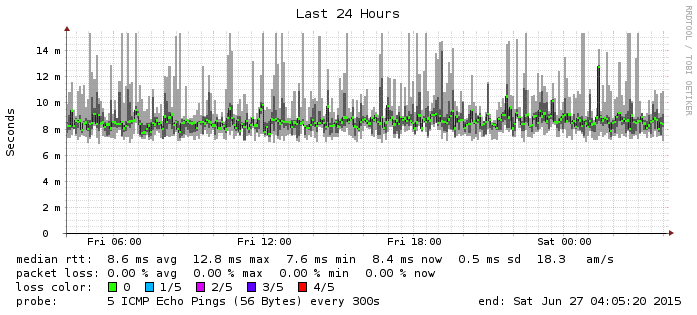 Last 24 Hours
RRDTOOL / TOBI OETIKER
Seconds
14 m
12 m
10 m
8 m
6 m
4 m
2 m
0
Fri 06:00 Fri 12:00 Fri 18:00 Sat 00:00
median rtt: 8.6 ms avg 12.8 ms max 7.6 ms min 8.4 ms now 0.5 ms sd 18.3 am/s
packet loss: 0.00 % avg 0.00 % max 0.00 % min 0.00 % now
loss color: 0 1/5 2/5 3/5 4/5
probe: 5 ICMP Echo Pings (56 Bytes) every 300s end: Sat Jun 27 04:05:20 2015